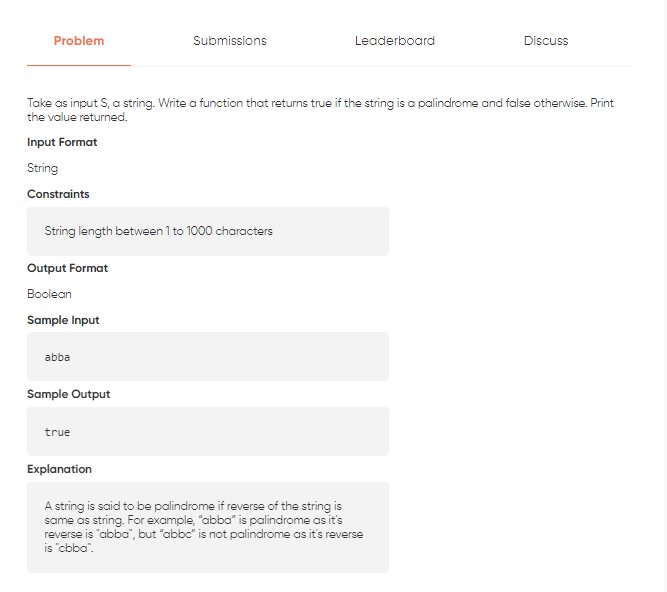 Problem
Submissions
Leaderboard
Discuss
Take as input S, a string. Write a function that returns true if the string is a palindrome and false otherwise. Print
the value returned.
Input Format
String
Constraints
String length between 1 to 1000 characters
Output Format
Boolean
Sample Input
abba
Sample Output
true
Explanation
A string is said to be palindrome if reverse of the string is
same as string. For example, “abba” is palindrome as it's
reverse is "abba", but “abbc” is not palindrome as it's reverse
is "cbba".